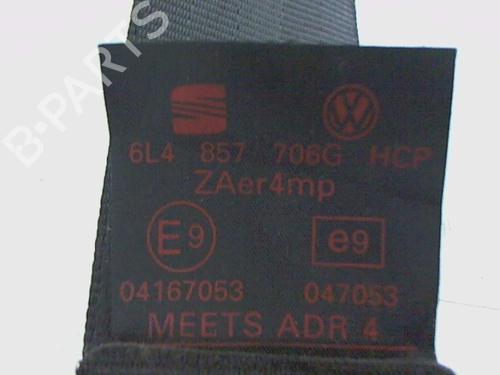 B-PARTS
6L4 857 706G HCP
ZAer4mp
E9 e9
04167053 047053
MEETS ADR 4